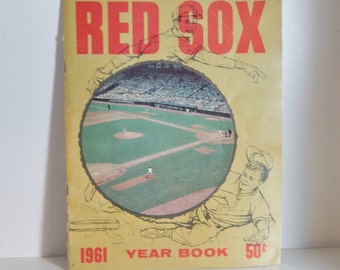 RED SOX
1961 YEAR BOOK 50¢